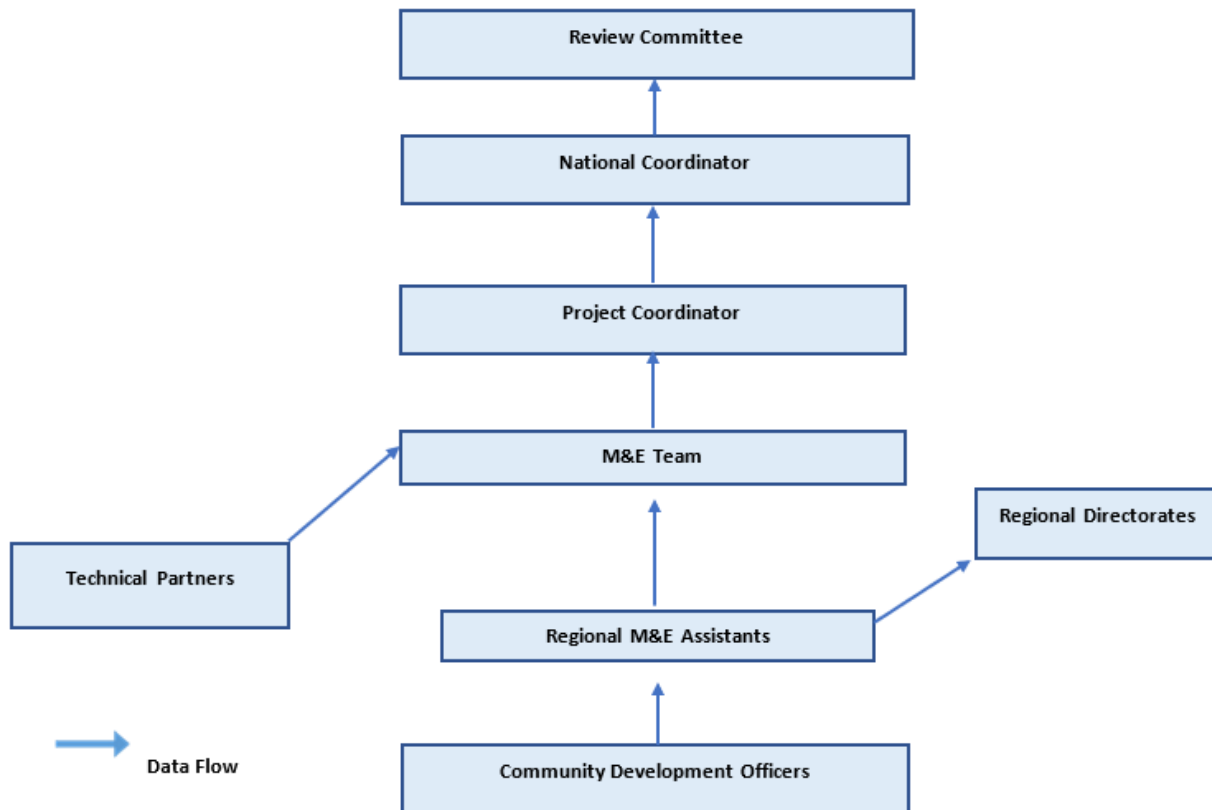 Review Committee
National Coordinator
Project Coordinator
M&E Team
Regional Directorates
Technical Partners
Regional M&E Assistants
Data Flow
Community Development Officers